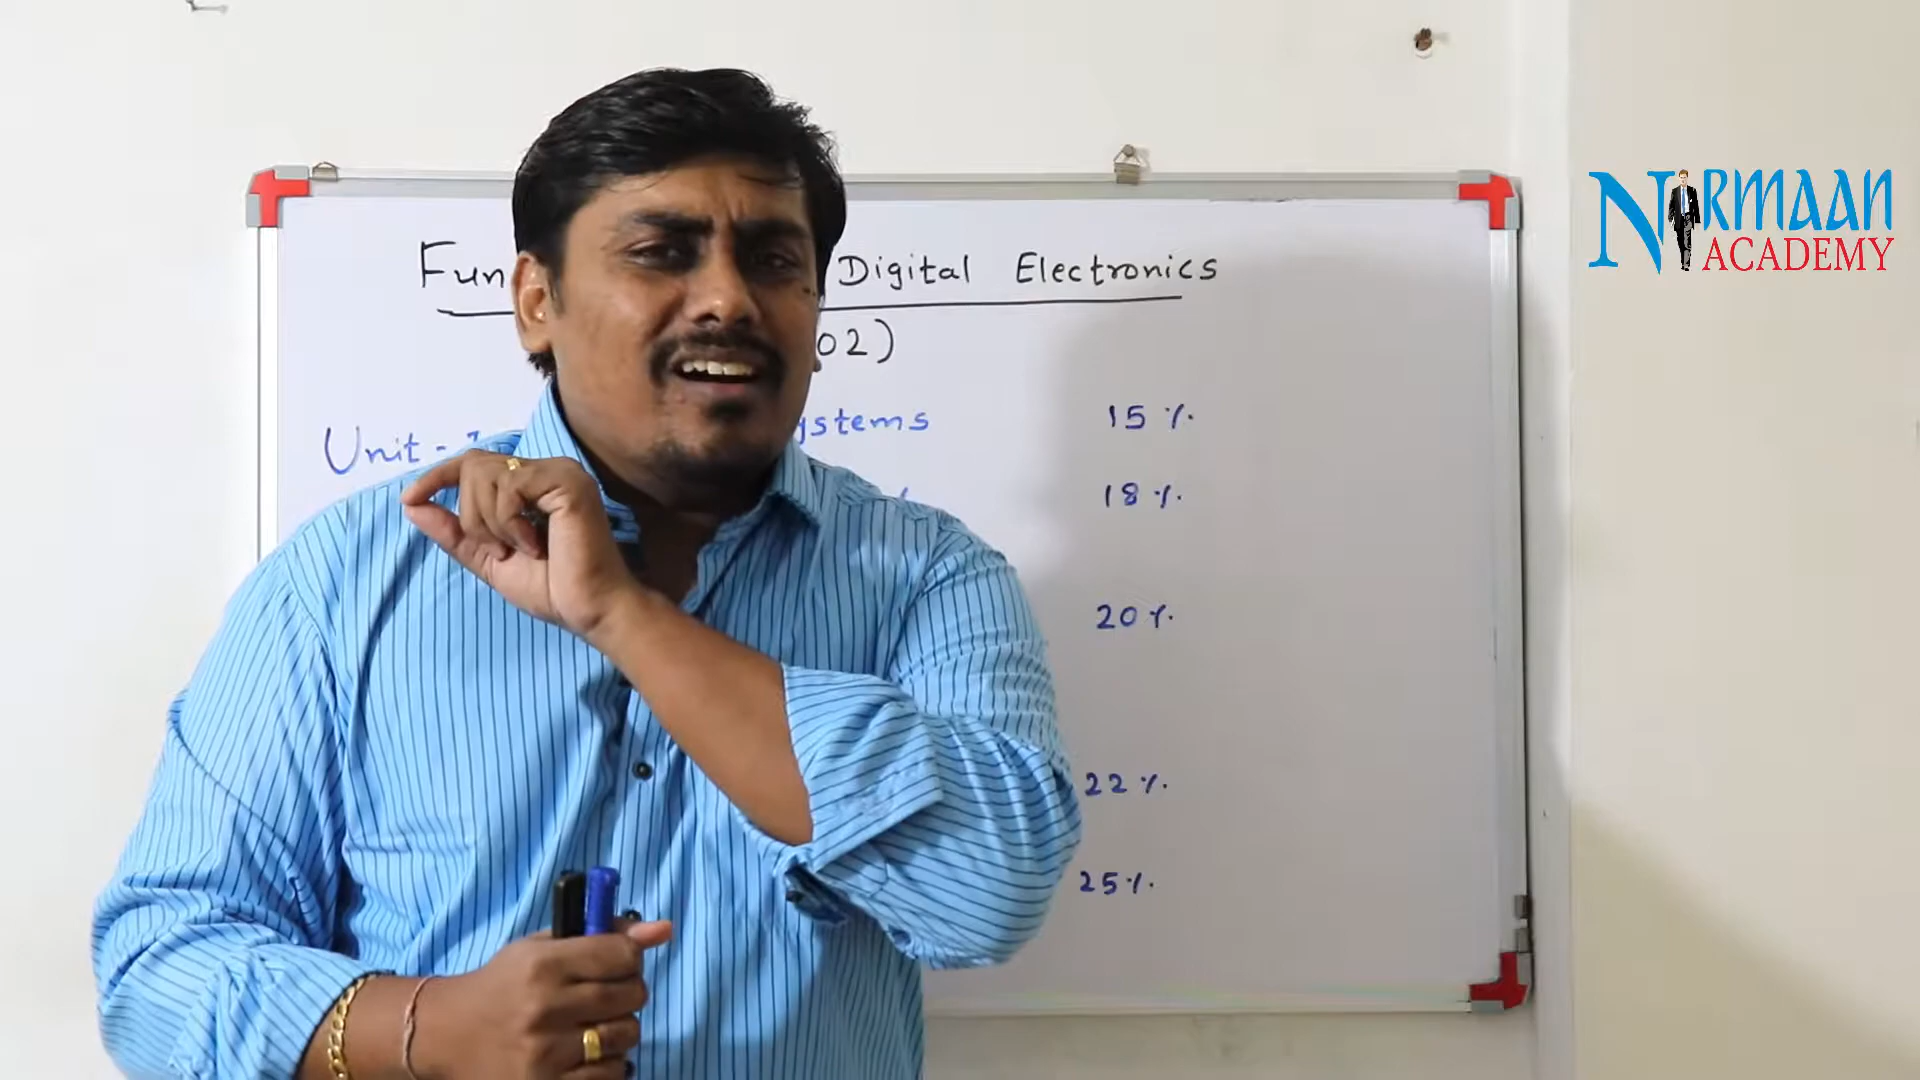 Fun Digital Electronics
02)
Unit - ystems 15 %.
18 %.
20 %.
22 %.
25 %.
NIRMAAN
ACADEMY